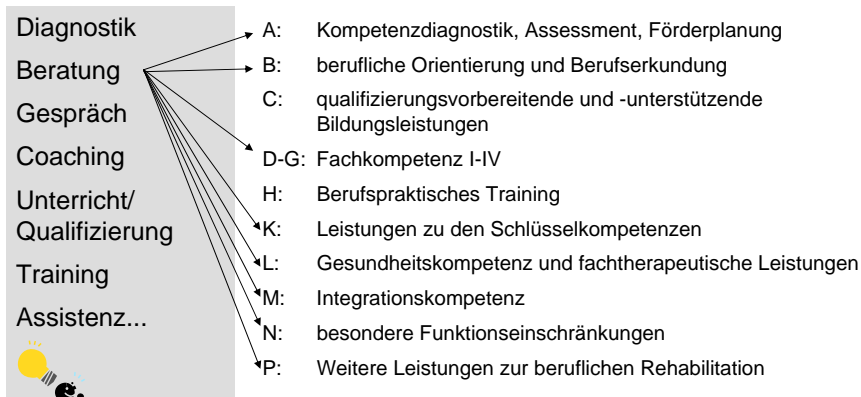 Diagnostik
Beratung
Gespräch
Coaching
Unterricht/
Qualifizierung
Training
Assistenz...
A: Kompetenzdiagnostik, Assessment, Förderplanung
B: berufliche Orientierung und Berufserkundung
C: qualifizierungsvorbereitende und -unterstützende
Bildungsleistungen
D-G: Fachkompetenz I-IV
H: Berufspraktisches Training
K: Leistungen zu den Schlüsselkompetenzen
L: Gesundheitskompetenz und fachtherapeutische Leistungen
M: Integrationskompetenz
N: besondere Funktionseinschränkungen
P: Weitere Leistungen zur beruflichen Rehabilitation